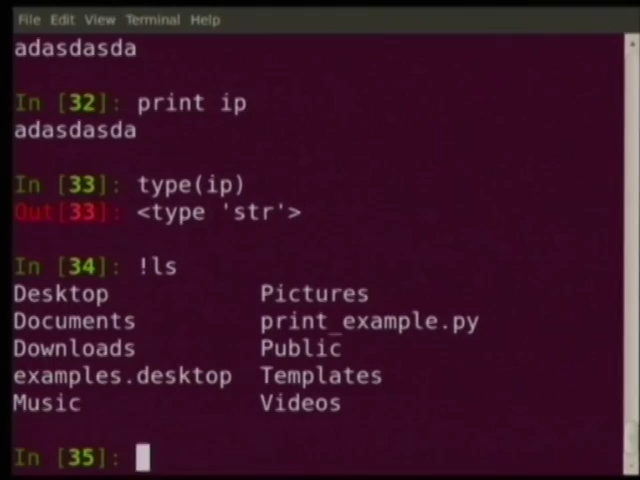 File Edit View Terminal Help
adasdasda
In [32]: print ip
adasdasda
In [33]: type(ip)
Out[33]: <type 'str'>
In [34]: !ls
Desktop Pictures
Documents print_example.py
Downloads Public
examples.desktop Templates
Music Videos
In [35]: